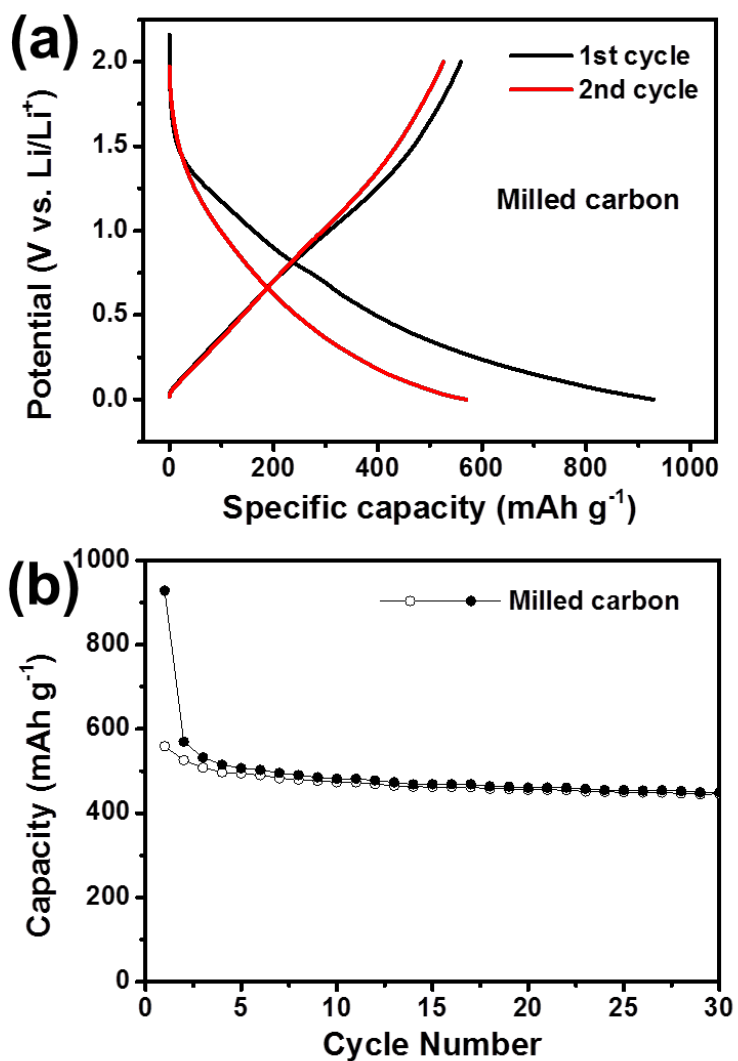 (a)
1st cycle
2nd cycle
Milled carbon
Potential (V vs. Li/Li⁺)
2.0
1.5
1.0
0.5
0.0
0 200 400 600 800 1000
Specific capacity (mAh g⁻¹)
(b)
Milled carbon
Capacity (mAh g⁻¹)
1000
800
600
400
200
0
0 5 10 15 20 25 30
Cycle Number